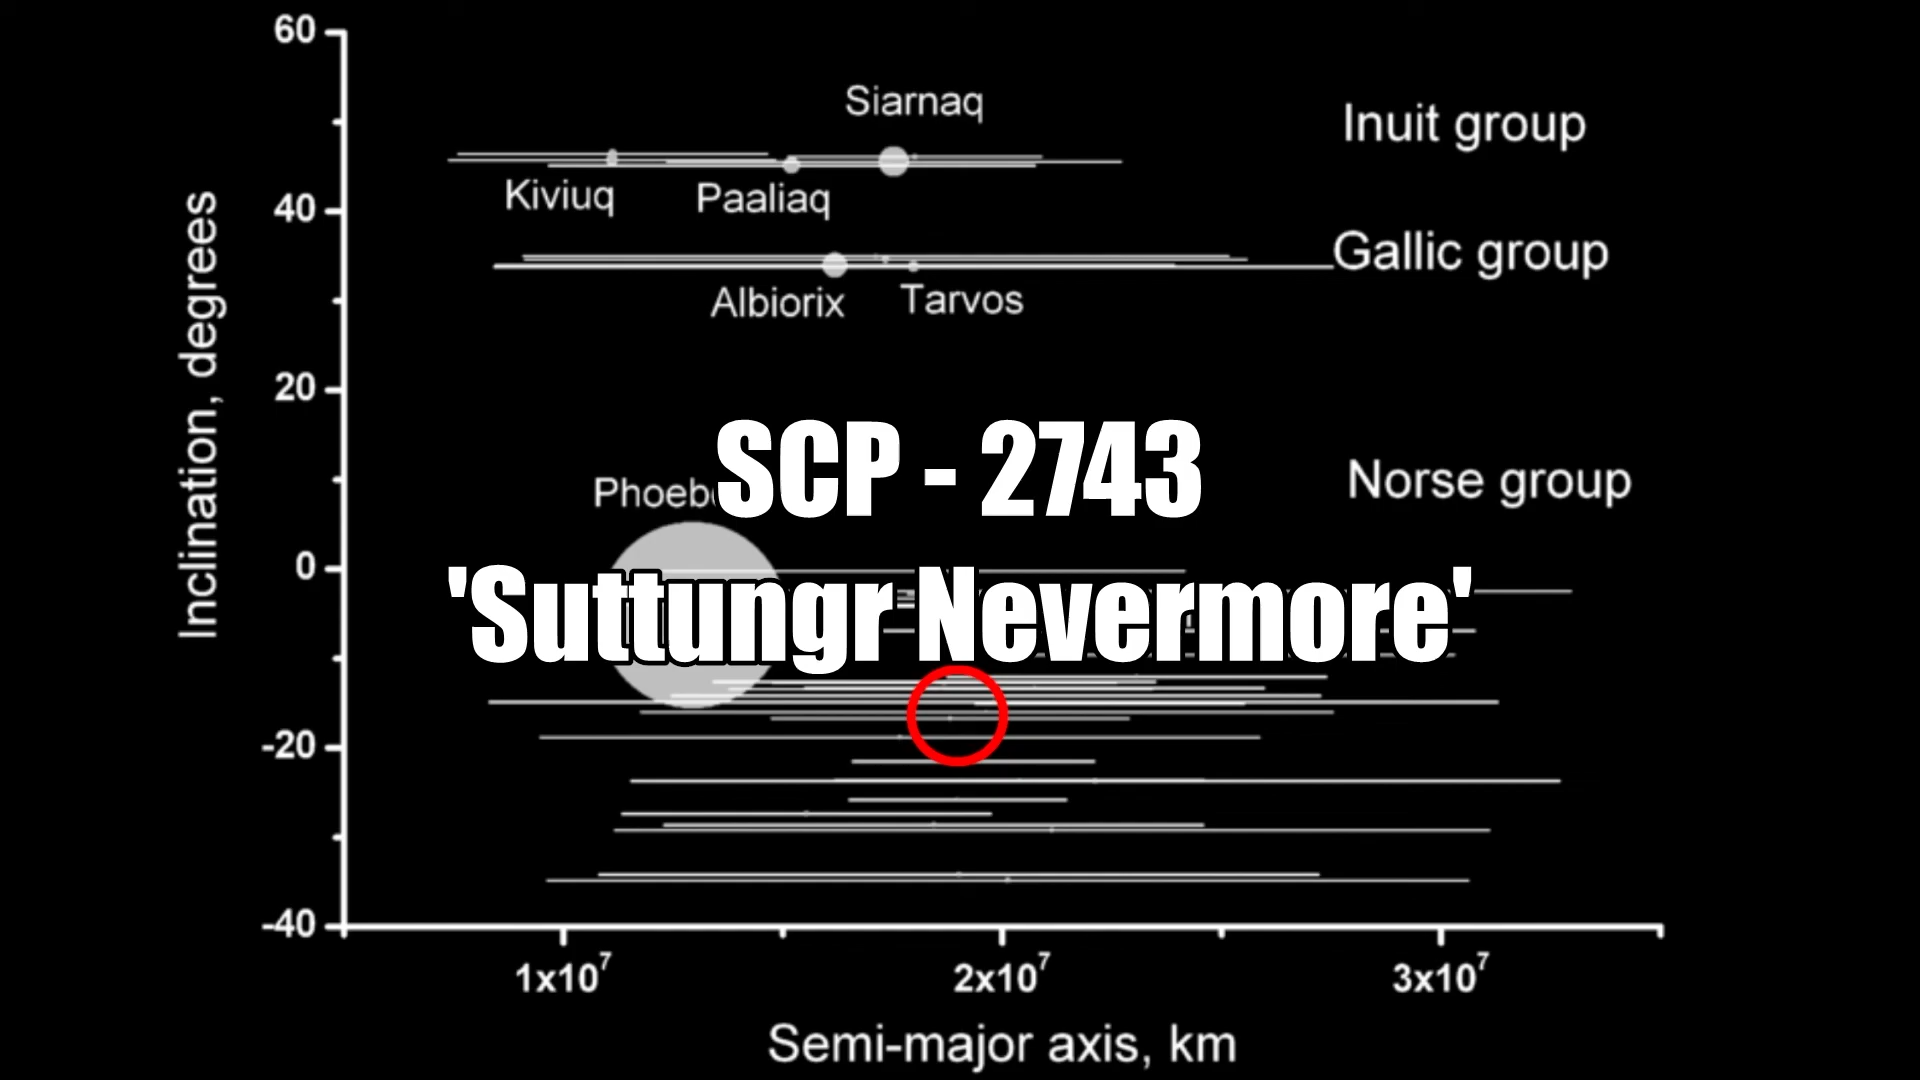 60
Siarnaq
Inuit group
Kiviuq
Paaliaq
40
Gallic group
Albiorix
Tarvos
Inclination, degrees
20
SCP - 2743
Phoebe
Norse group
0
'Suttungr Nevermore'
-20
-40
1x10⁷
2x10⁷
3x10⁷
Semi-major axis, km